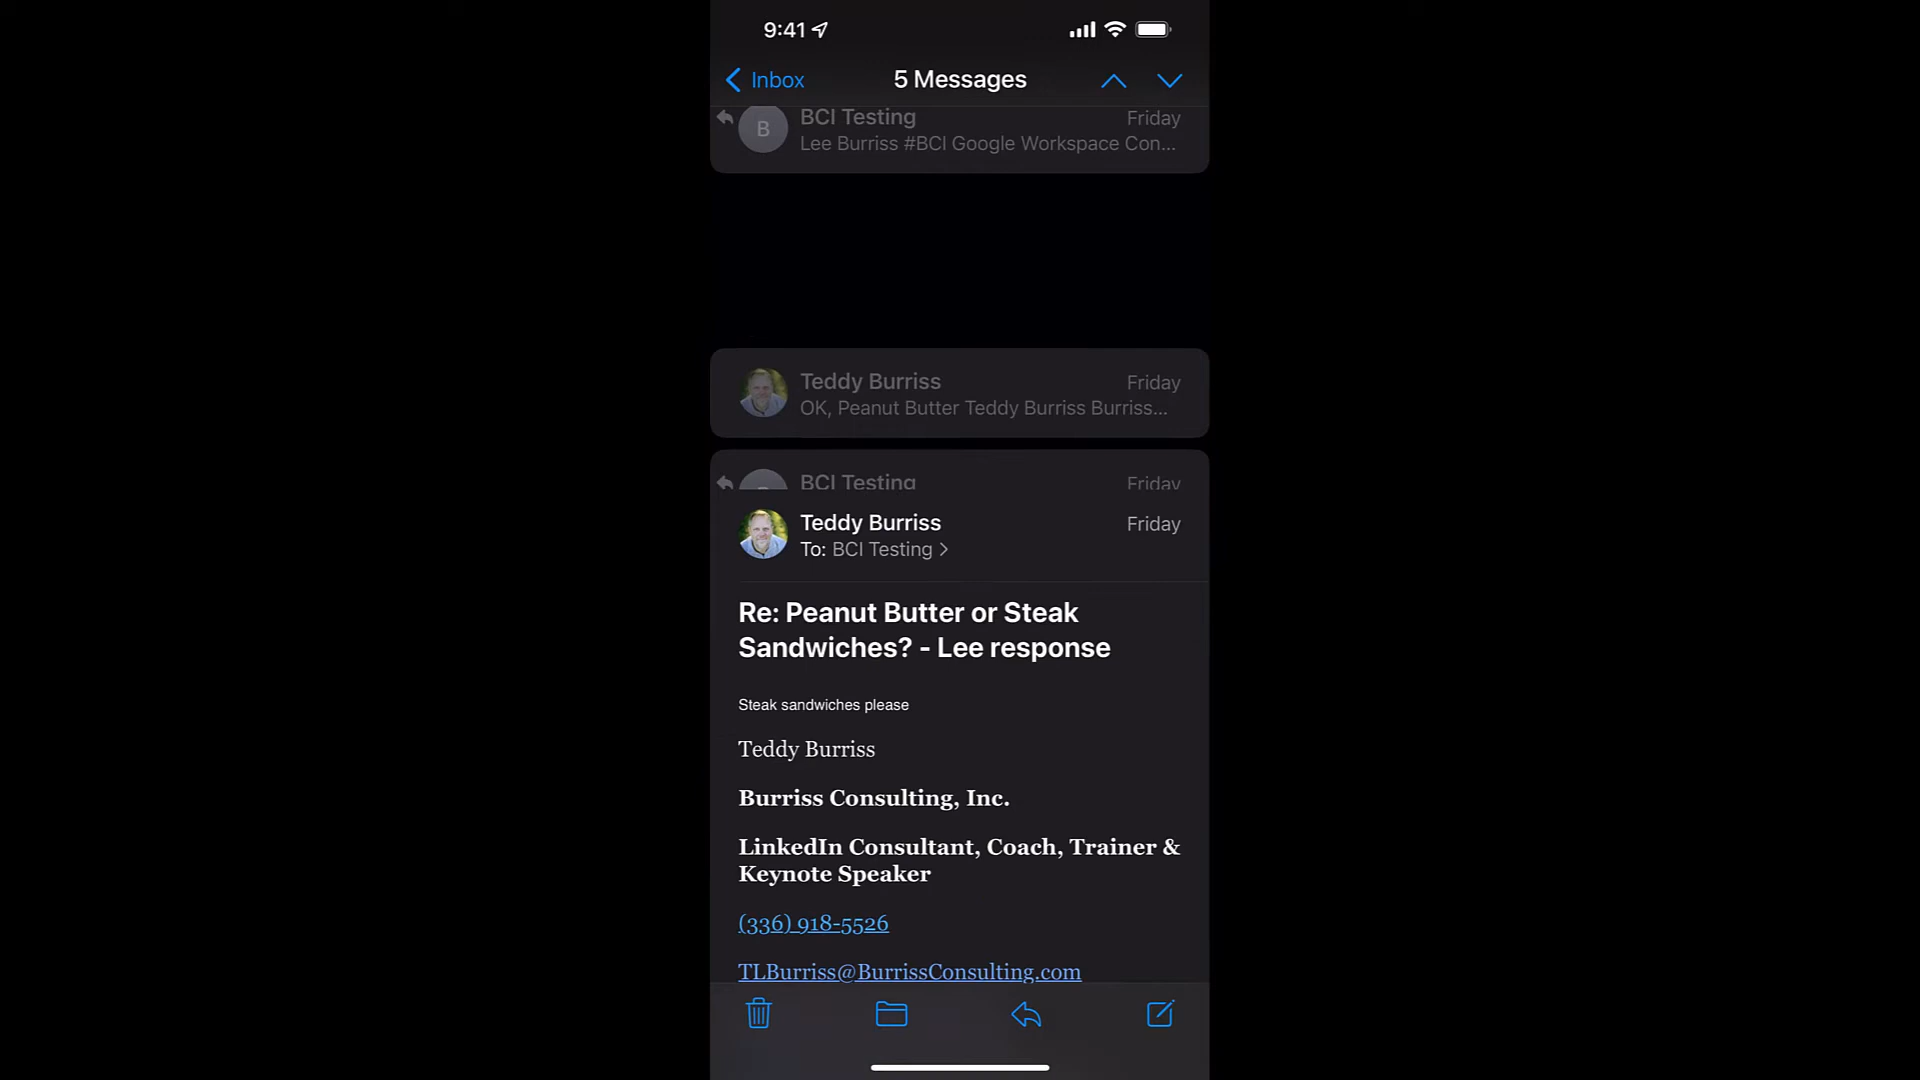 9:41
Inbox
5 Messages
BCI Testing
Friday
B
Lee Burriss #BCI Google Workspace Con...
Teddy Burriss
Friday
OK, Peanut Butter Teddy Burriss Burriss...
BCI Testing
Friday
Teddy Burriss
Friday
To: BCI Testing
Re: Peanut Butter or Steak
Sandwiches? - Lee response
Steak sandwiches please
Teddy Burriss
Burriss Consulting, Inc.
LinkedIn Consultant, Coach, Trainer &
Keynote Speaker
(336) 918-5526
TLBurriss@BurrissConsulting.com